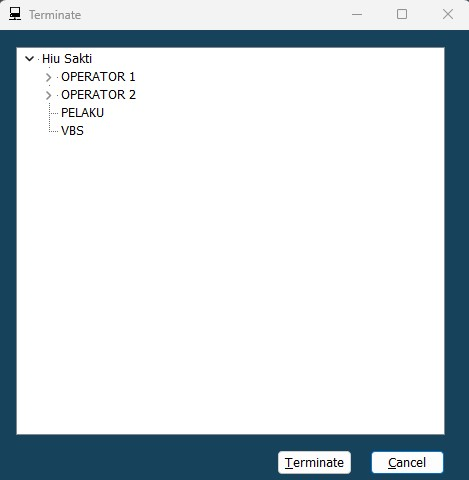 Terminate
Hiu Sakti
OPERATOR 1
OPERATOR 2
PELAKU
VBS
Terminate
Cancel